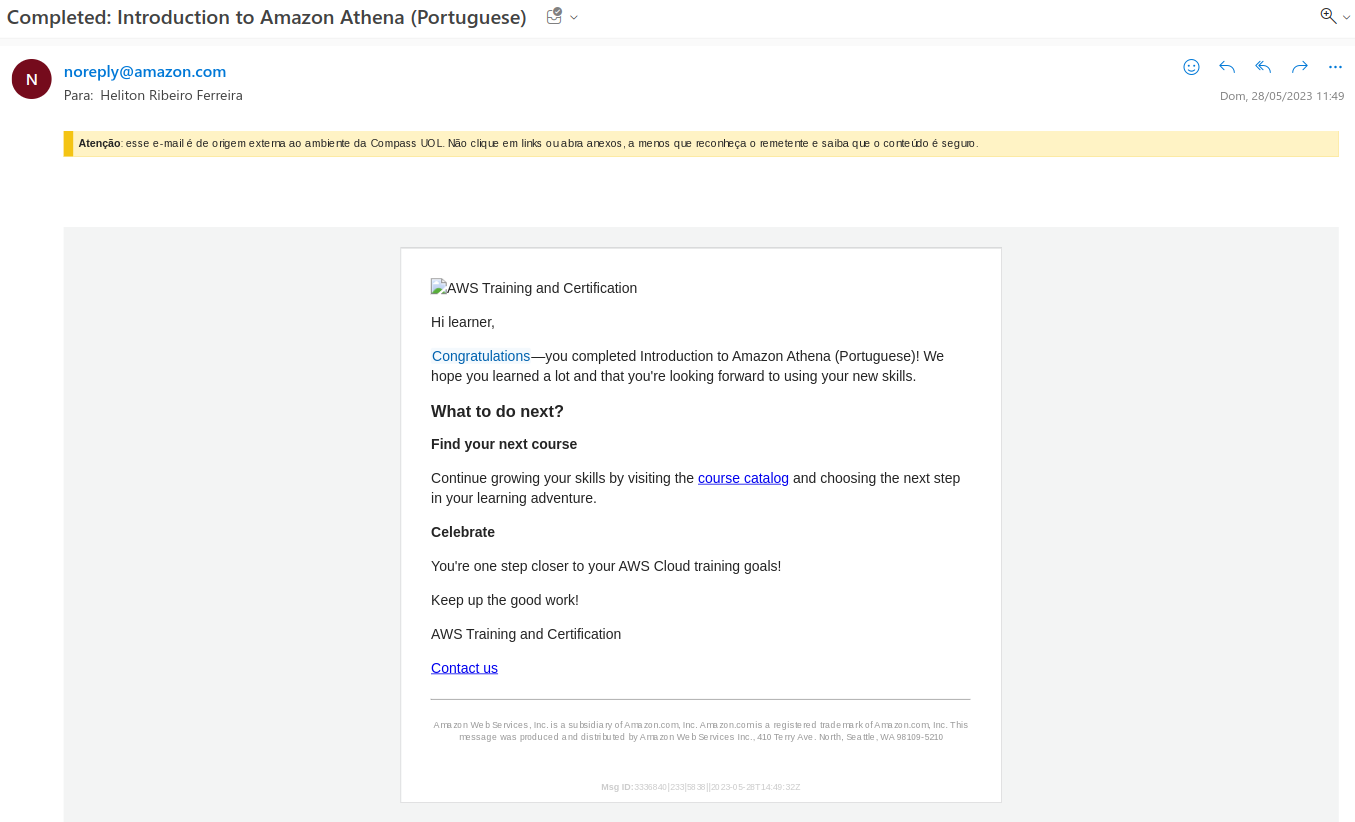 Completed: Introduction to Amazon Athena (Portuguese)
N
noreply@amazon.com
Para: Heliton Ribeiro Ferreira
Dom, 28/05/2023 11:49
Atenção: esse e-mail é de origem externa ao ambiente da Compass UOL. Não clique em links ou abra anexos, a menos que reconheça o remetente e saiba que o conteúdo é seguro.
AWS Training and Certification
Hi learner,
Congratulations—you completed Introduction to Amazon Athena (Portuguese)! We
hope you learned a lot and that you're looking forward to using your new skills.
What to do next?
Find your next course
Continue growing your skills by visiting the course catalog and choosing the next step
in your learning adventure.
Celebrate
You're one step closer to your AWS Cloud training goals!
Keep up the good work!
AWS Training and Certification
Contact us
Amazon Web Services, Inc. is a subsidiary of Amazon.com, Inc. Amazon.com is a registered trademark of Amazon.com, Inc. This
message was produced and distributed by Amazon Web Services Inc., 410 Terry Ave. North, Seattle, WA 98109-5210
Msg ID:3336840|233|5838||2023-05-28T14:49:32Z